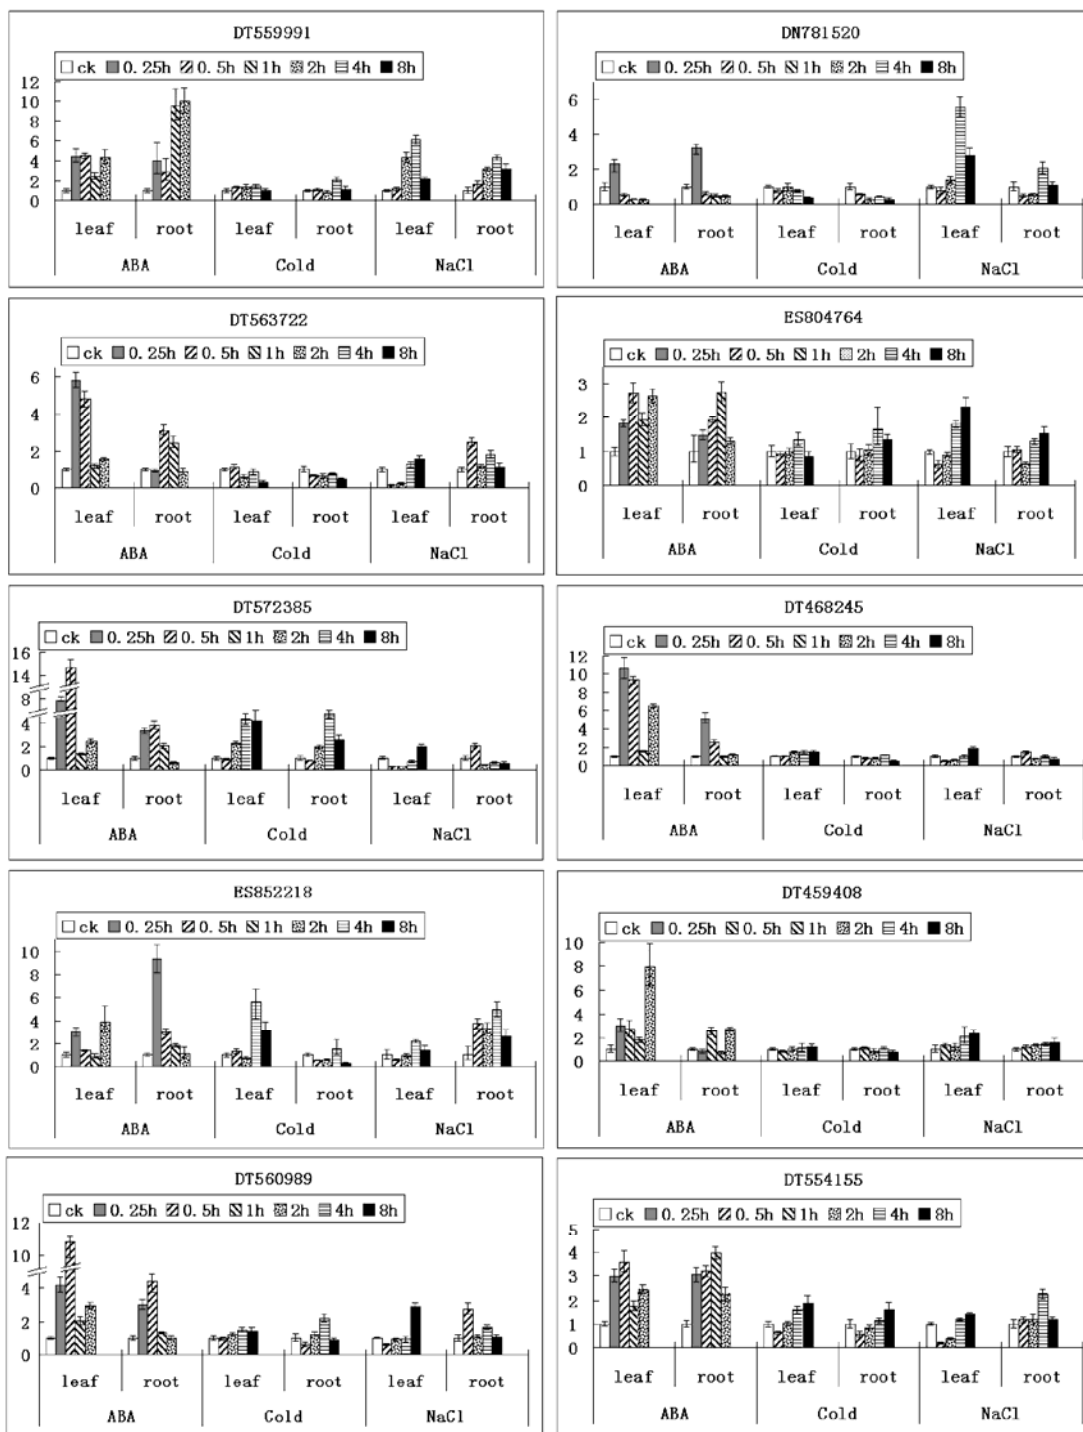 DT559991
ck 0.25h 0.5h 1h 2h 4h 8h
12
10
8
6
4
2
0
leaf root leaf root leaf root
ABA Cold NaCl
DN781520
ck 0.25h 0.5h 1h 2h 4h 8h
6
4
2
0
leaf root leaf root leaf root
ABA Cold NaCl
DT563722
ck 0.25h 0.5h 1h 2h 4h 8h
6
4
2
0
leaf root leaf root leaf root
ABA Cold NaCl
ES804764
ck 0.25h 0.5h 1h 2h 4h 8h
3
2
1
0
leaf root leaf root leaf root
ABA Cold NaCl
DT572385
ck 0.25h 0.5h 1h 2h 4h 8h
16
14
8
4
2
0
leaf root leaf root leaf root
ABA Cold NaCl
DT468245
ck 0.25h 0.5h 1h 2h 4h 8h
12
10
8
6
4
2
0
leaf root leaf root leaf root
ABA Cold NaCl
ES852218
ck 0.25h 0.5h 1h 2h 4h 8h
10
8
6
4
2
0
leaf root leaf root leaf root
ABA Cold NaCl
DT459408
ck 0.25h 0.5h 1h 2h 4h 8h
10
8
6
4
2
0
leaf root leaf root leaf root
ABA Cold NaCl
DT560989
ck 0.25h 0.5h 1h 2h 4h 8h
12
10
4
2
0
leaf root leaf root leaf root
ABA Cold NaCl
DT554155
ck 0.25h 0.5h 1h 2h 4h 8h
5
4
3
2
1
0
leaf root leaf root leaf root
ABA Cold NaCl